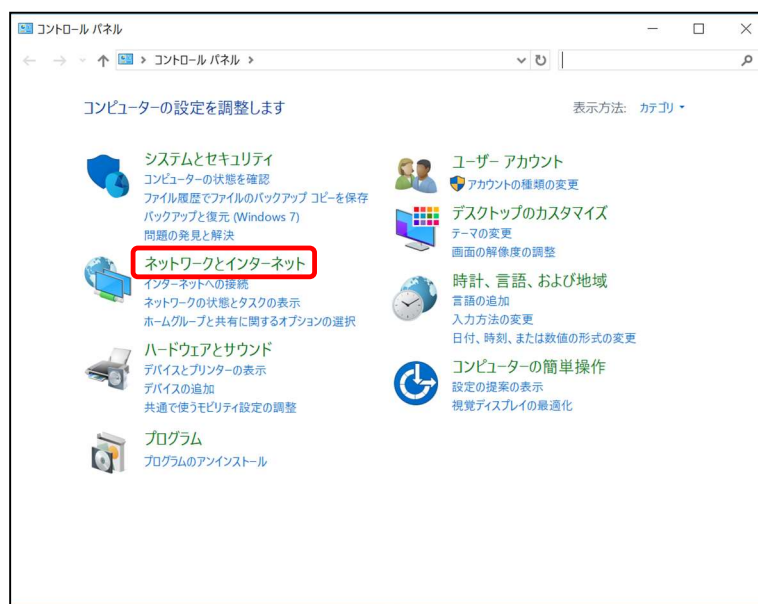 コントロール パネル
コントロール パネル
コンピューターの設定を調整します
表示方法: カテゴリ
システムとセキュリティ
コンピューターの状態を確認
ファイル履歴でファイルのバックアップ コピーを保存
バックアップと復元 (Windows 7)
問題の発見と解決
ネットワークとインターネット
インターネットへの接続
ネットワークの状態とタスクの表示
ホームグループと共有に関するオプションの選択
ハードウェアとサウンド
デバイスとプリンターの表示
デバイスの追加
共通で使うモビリティ設定の調整
プログラム
プログラムのアンインストール
ユーザー アカウント
アカウントの種類の変更
デスクトップのカスタマイズ
テーマの変更
画面の解像度の調整
時計、言語、および地域
言語の追加
入力方法の変更
日付、時刻、または数値の形式の変更
コンピューターの簡単操作
設定の提案の表示
視覚ディスプレイの最適化